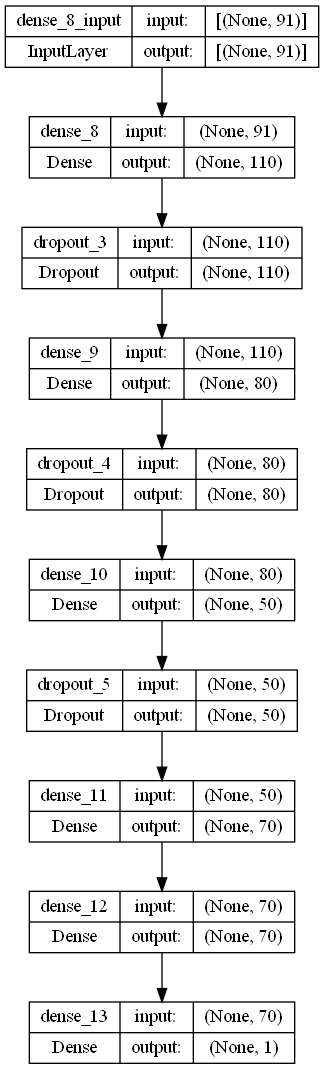 dense_8_input input: [(None, 91)]
InputLayer output: [(None, 91)]
dense_8 input: (None, 91)
Dense output: (None, 110)
dropout_3 input: (None, 110)
Dropout output: (None, 110)
dense_9 input: (None, 110)
Dense output: (None, 80)
dropout_4 input: (None, 80)
Dropout output: (None, 80)
dense_10 input: (None, 80)
Dense output: (None, 50)
dropout_5 input: (None, 50)
Dropout output: (None, 50)
dense_11 input: (None, 50)
Dense output: (None, 70)
dense_12 input: (None, 70)
Dense output: (None, 70)
dense_13 input: (None, 70)
Dense output: (None, 1)